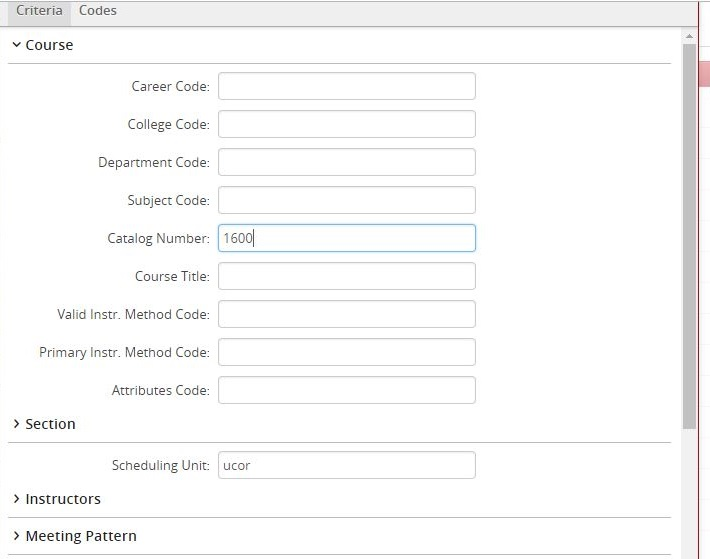 Criteria Codes
Course
Career Code:
College Code:
Department Code:
Subject Code:
Catalog Number: 1600
Course Title:
Valid Instr. Method Code:
Primary Instr. Method Code:
Attributes Code:
Section
Scheduling Unit: ucor
Instructors
Meeting Pattern